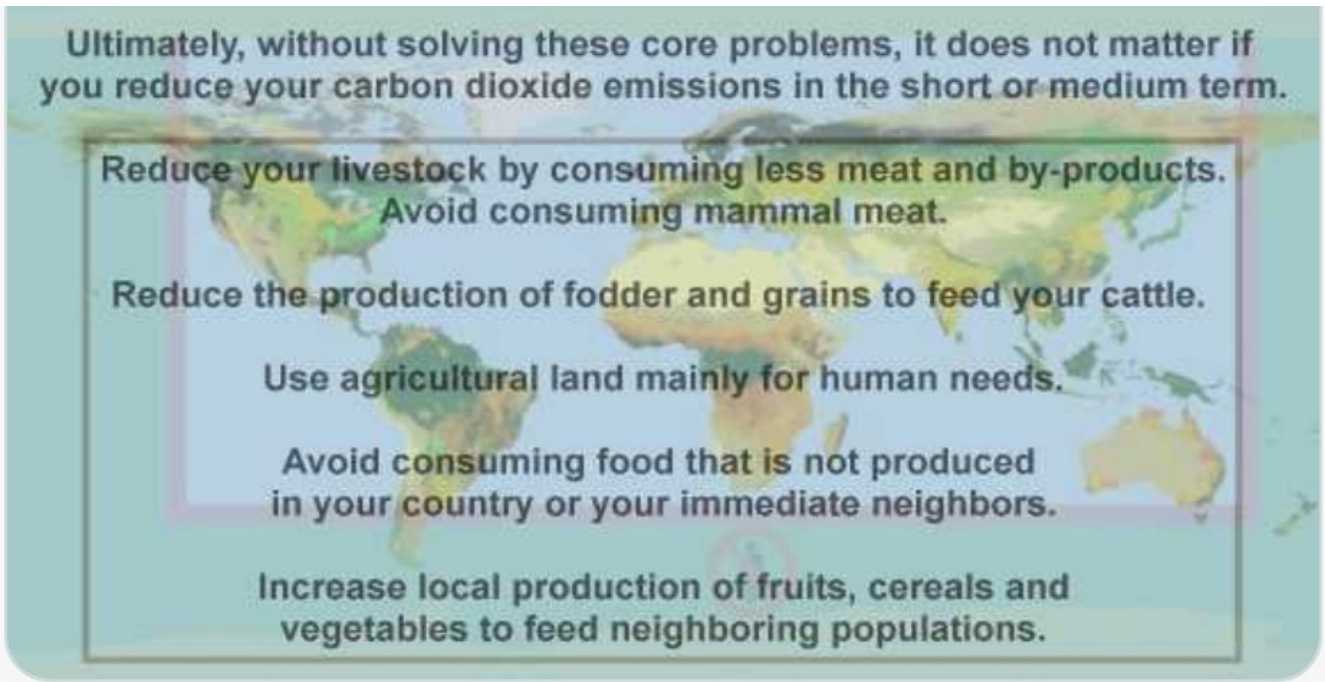 Ultimately, without solving these core problems, it does not matter if
you reduce your carbon dioxide emissions in the short or medium term.
Reduce your livestock by consuming less meat and by-products.
Avoid consuming mammal meat.
Reduce the production of fodder and grains to feed your cattle.
Use agricultural land mainly for human needs.
Avoid consuming food that is not produced
in your country or your immediate neighbors.
Increase local production of fruits, cereals and
vegetables to feed neighboring populations.